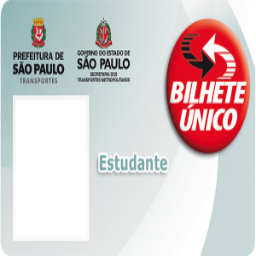 PREFEITURA DE
SÃO PAULO
TRANSPORTES
GOVERNO DO ESTADO DE
SÃO PAULO
SECRETARIA DOS
TRANSPORTES METROPOLITANOS
BILHETE
ÚNICO
Estudante